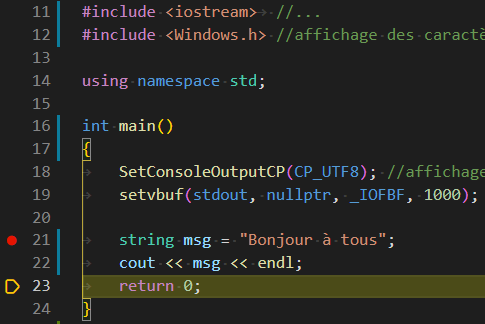 11 #include <iostream> //...
12 #include <Windows.h> //affichage des caractè
13
14 using namespace std;
15
16 int main()
17 {
18 SetConsoleOutputCP(CP_UTF8); //affichage
19 setvbuf(stdout, nullptr, _IOFBF, 1000);
20
21 string msg = "Bonjour à tous";
22 cout << msg << endl;
23 return 0;
24 }